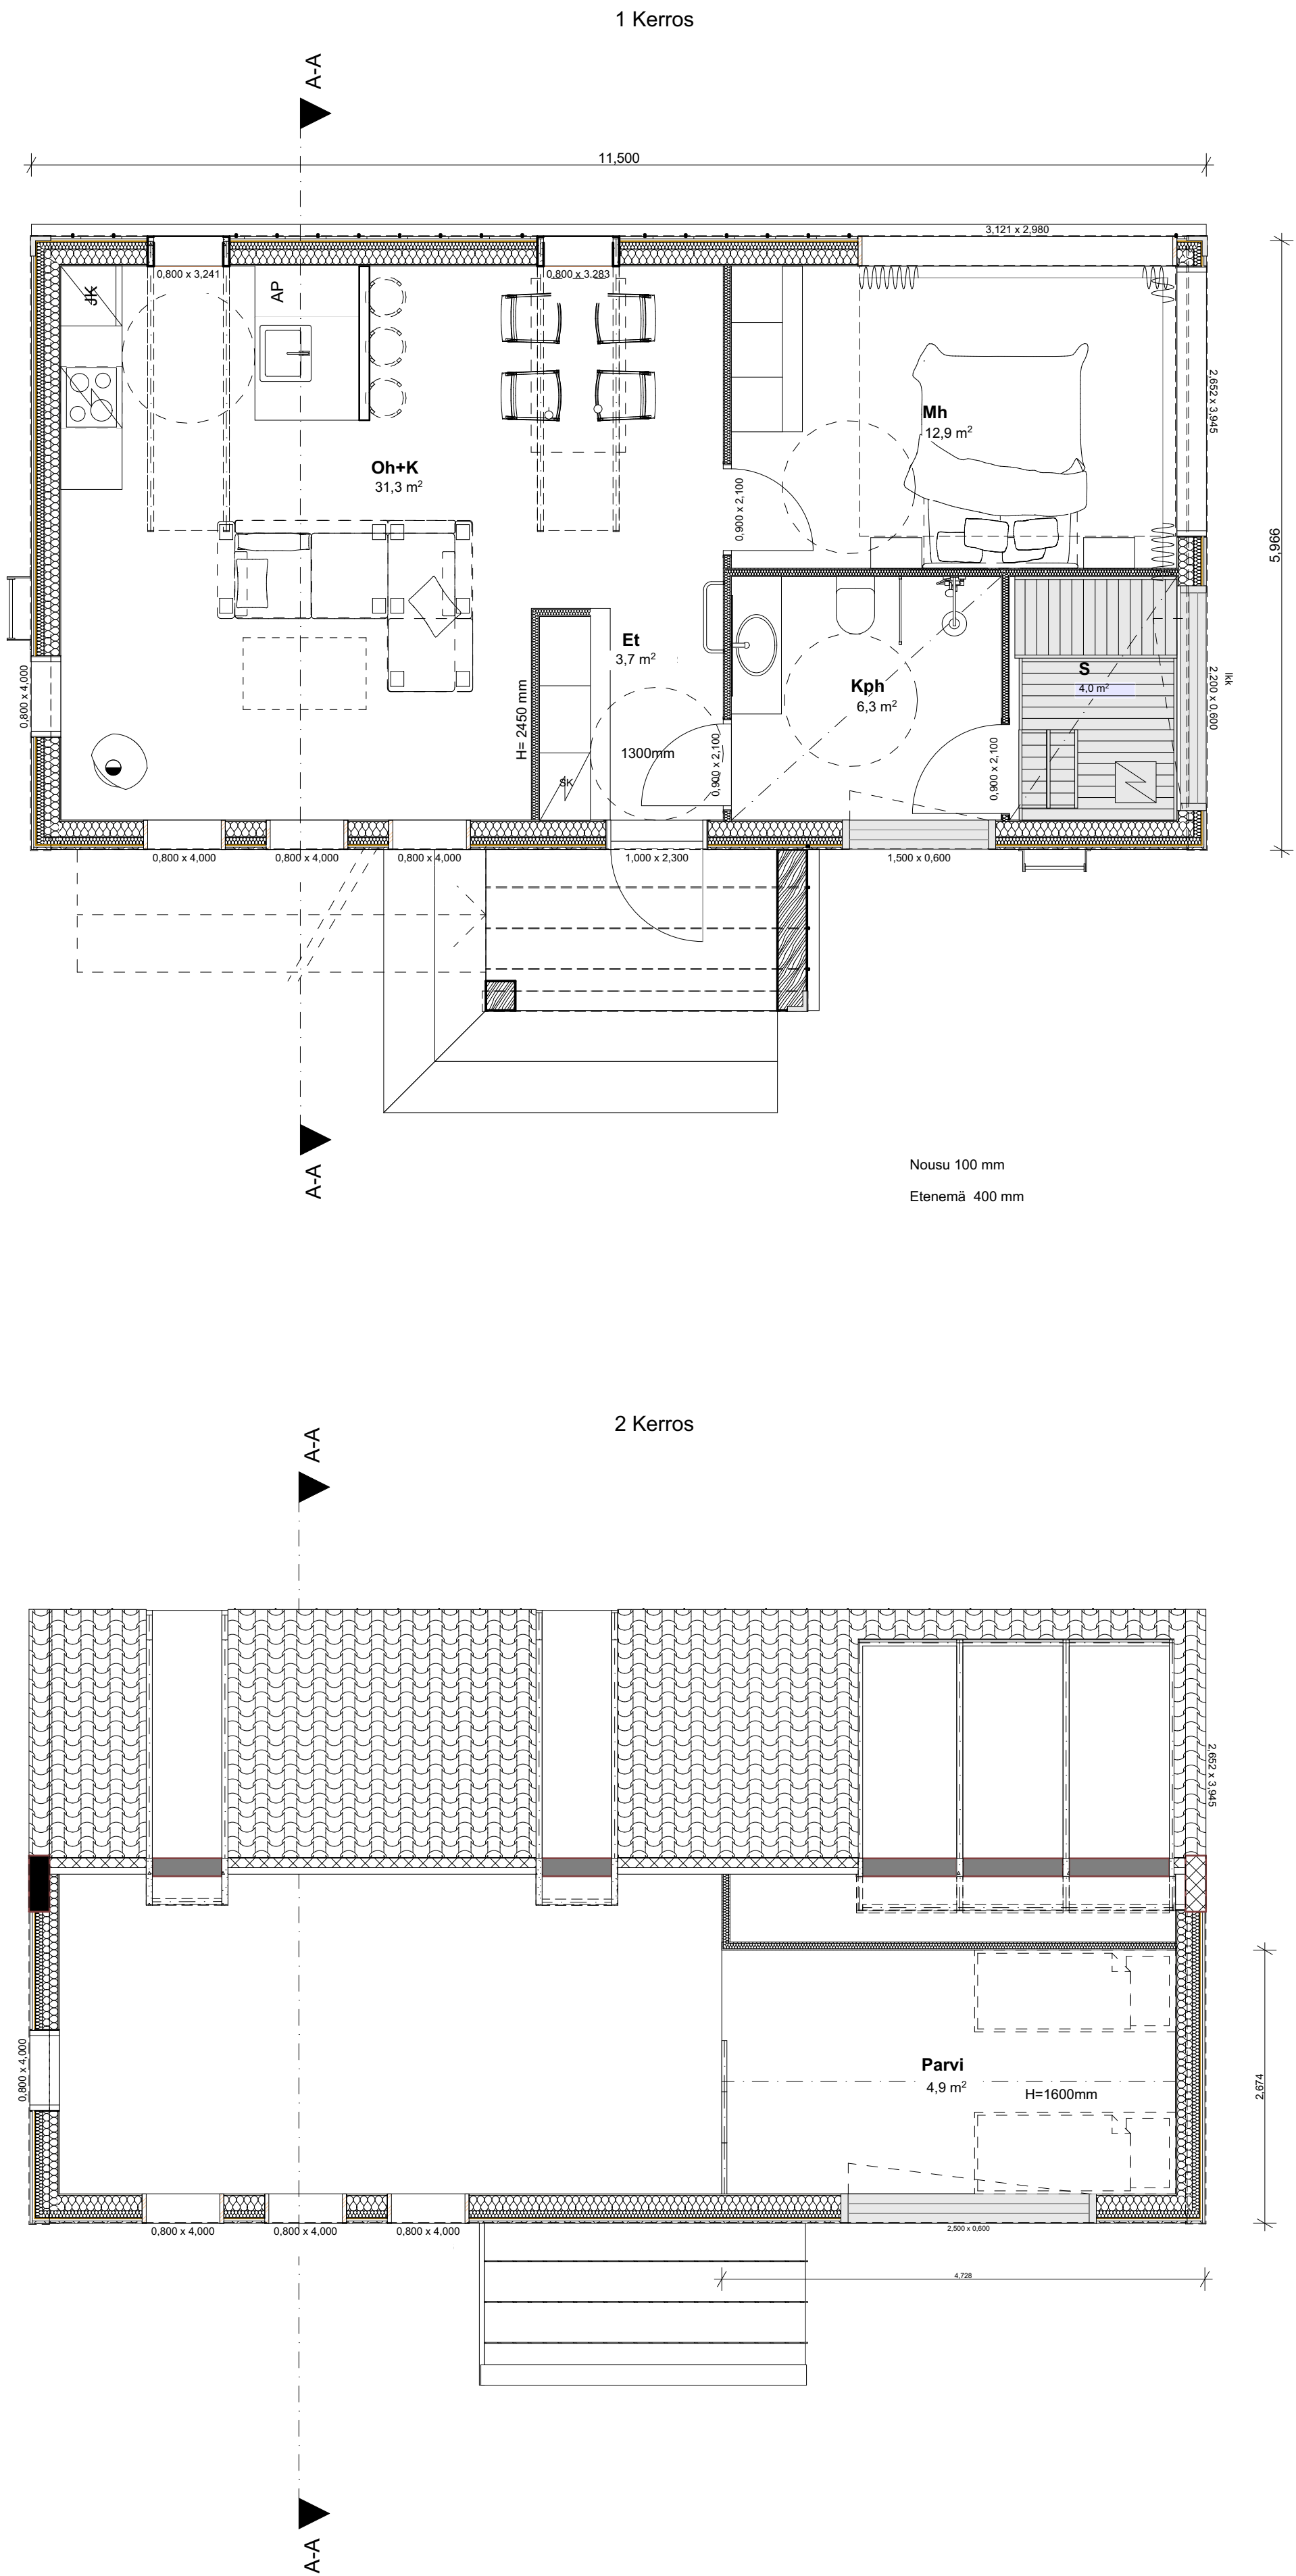 1 Kerros
A-A
11,500
3,121 x 2,980
0,800 x 3,241
0,800 x 3,283
JK
AP
2,652 x 3,945
Mh
12,9 m²
Oh+K
31,3 m²
0,900 x 2,100
5,966
Et
3,7 m²
S
4,0 m²
Kph
6,3 m²
0,800 x 4,000
H= 2450 mm
2,200 x 0,600
lkk
1300mm
0,900 x 2,100
0,900 x 2,100
SK
0,800 x 4,000
0,800 x 4,000
0,800 x 4,000
1,000 x 2,300
1,500 x 0,600
A-A
Nousu 100 mm
Etenemä 400 mm
2 Kerros
A-A
2,652 x 3,945
0,800 x 4,000
Parvi
4,9 m²
H=1600mm
2,674
0,800 x 4,000
0,800 x 4,000
0,800 x 4,000
2,500 x 0,600
4,728
A-A